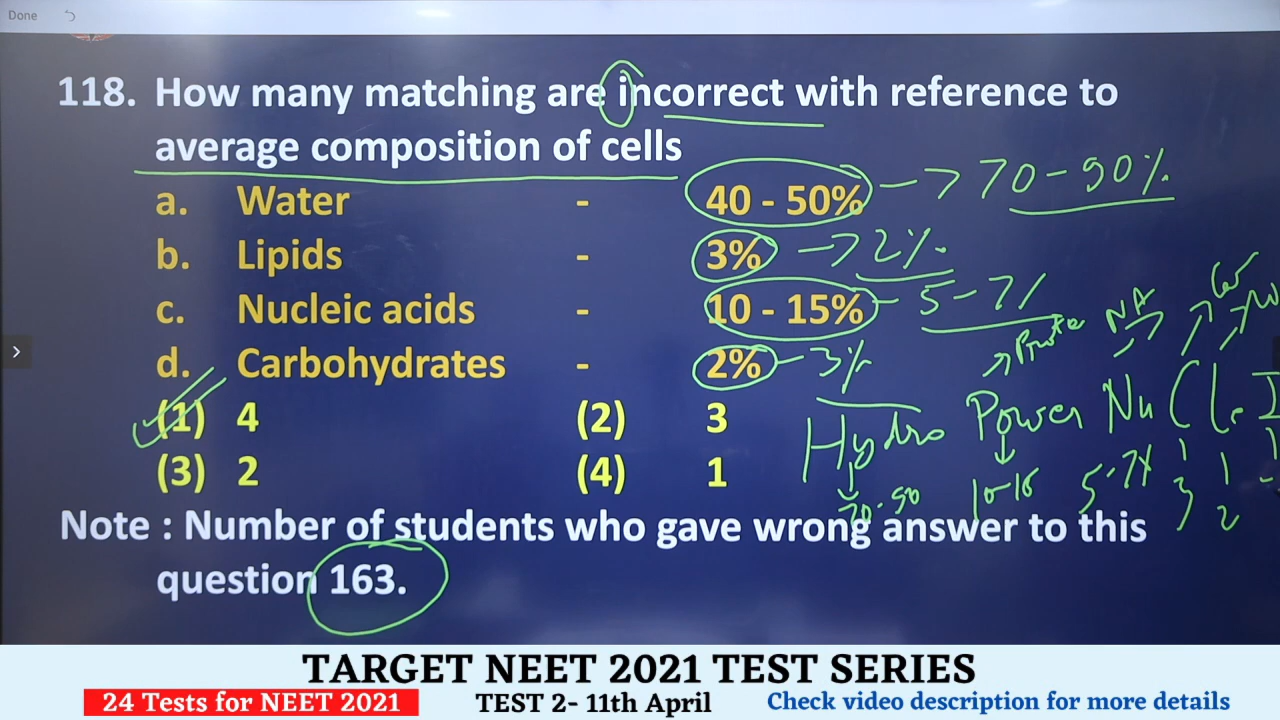 Done
118. How many matching are incorrect with reference to
average composition of cells
a. Water - 40 - 50% → 70-90%
b. Lipids - 3% → 2%
c. Nucleic acids - 10 - 15% - 5-7%
d. Carbohydrates - 2% - 3%
(1) 4 (2) 3
(3) 2 (4) 1
NA
Hydro Power Nu
70-90 10-15 5-7% 3 2
Note : Number of students who gave wrong answer to this
question 163.
TARGET NEET 2021 TEST SERIES
24 Tests for NEET 2021 TEST 2- 11th April Check video description for more details